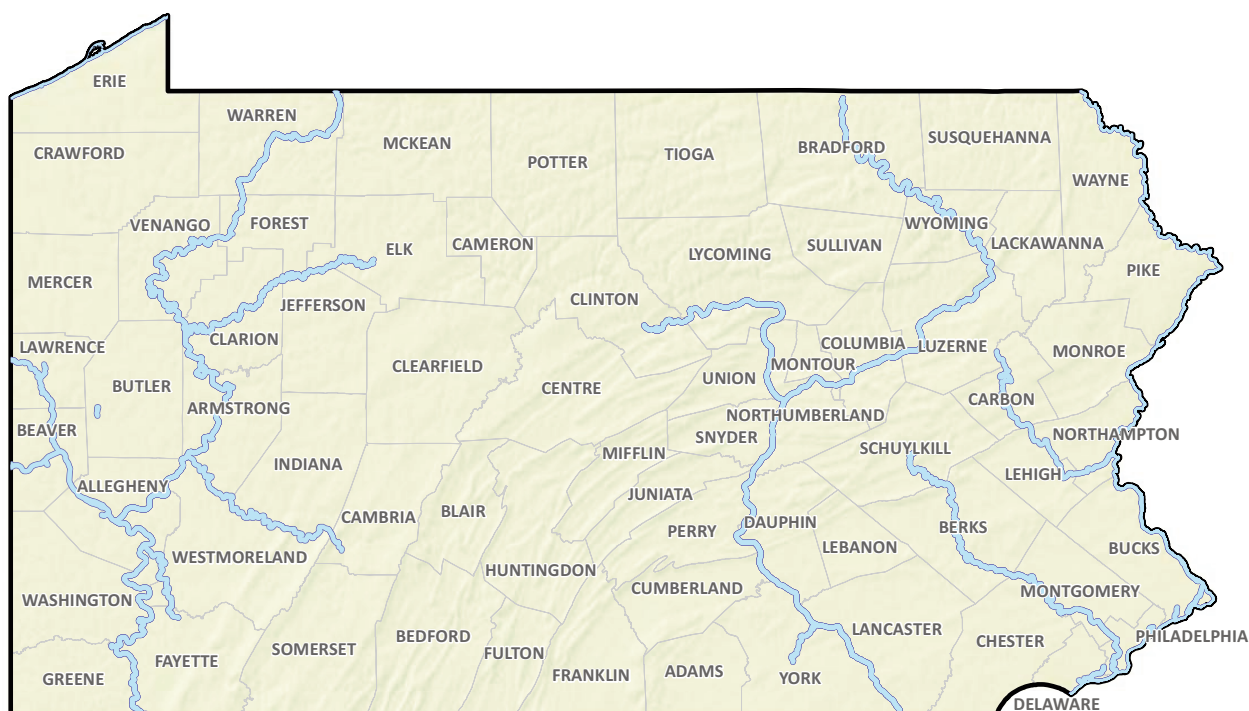 ERIE
WARREN
CRAWFORD
MCKEAN
POTTER
TIOGA
BRADFORD
SUSQUEHANNA
WAYNE
VENANGO
FOREST
ELK
CAMERON
LYCOMING
SULLIVAN
WYOMING
LACKAWANNA
PIKE
MERCER
JEFFERSON
CLINTON
LAWRENCE
CLARION
CLEARFIELD
COLUMBIA
LUZERNE
MONROE
BUTLER
CENTRE
UNION
MONTOUR
CARBON
ARMSTRONG
NORTHUMBERLAND
BEAVER
SNYDER
NORTHAMPTON
INDIANA
MIFFLIN
SCHUYLKILL
LEHIGH
ALLEGHENY
JUNIATA
CAMBRIA
BLAIR
PERRY
DAUPHIN
BERKS
LEBANON
BUCKS
WESTMORELAND
HUNTINGDON
CUMBERLAND
MONTGOMERY
WASHINGTON
LANCASTER
PHILADELPHIA
SOMERSET
BEDFORD
CHESTER
FAYETTE
FULTON
GREENE
FRANKLIN
ADAMS
YORK
DELAWARE